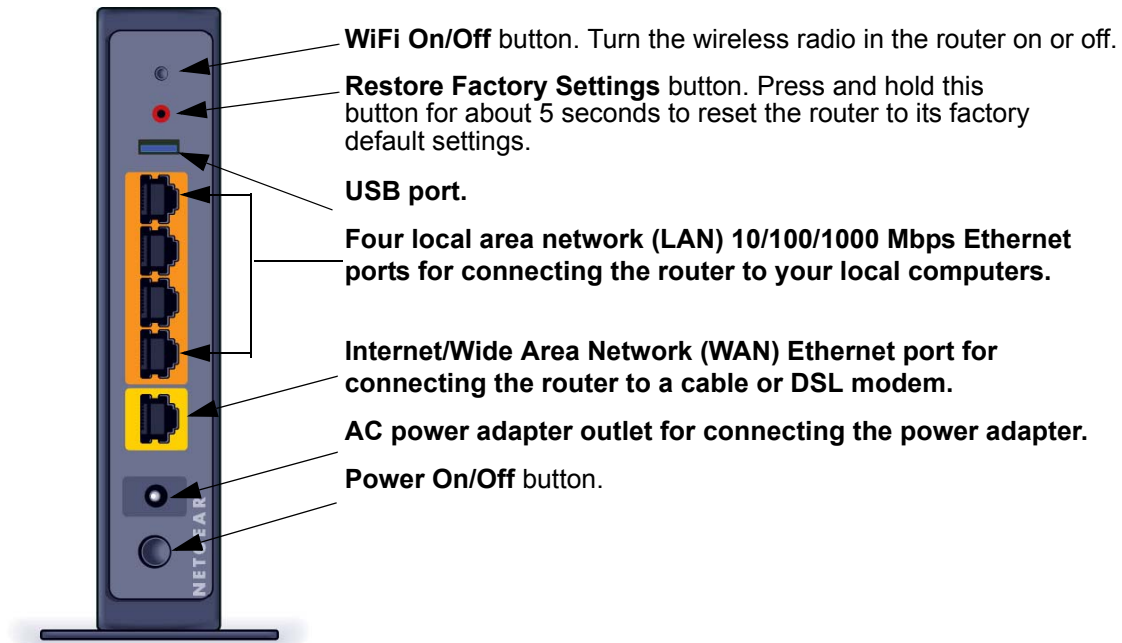 WiFi On/Off button. Turn the wireless radio in the router on or off.
Restore Factory Settings button. Press and hold this
button for about 5 seconds to reset the router to its factory
default settings.
USB port.
Four local area network (LAN) 10/100/1000 Mbps Ethernet
ports for connecting the router to your local computers.
Internet/Wide Area Network (WAN) Ethernet port for
connecting the router to a cable or DSL modem.
AC power adapter outlet for connecting the power adapter.
Power On/Off button.
NETGEAR